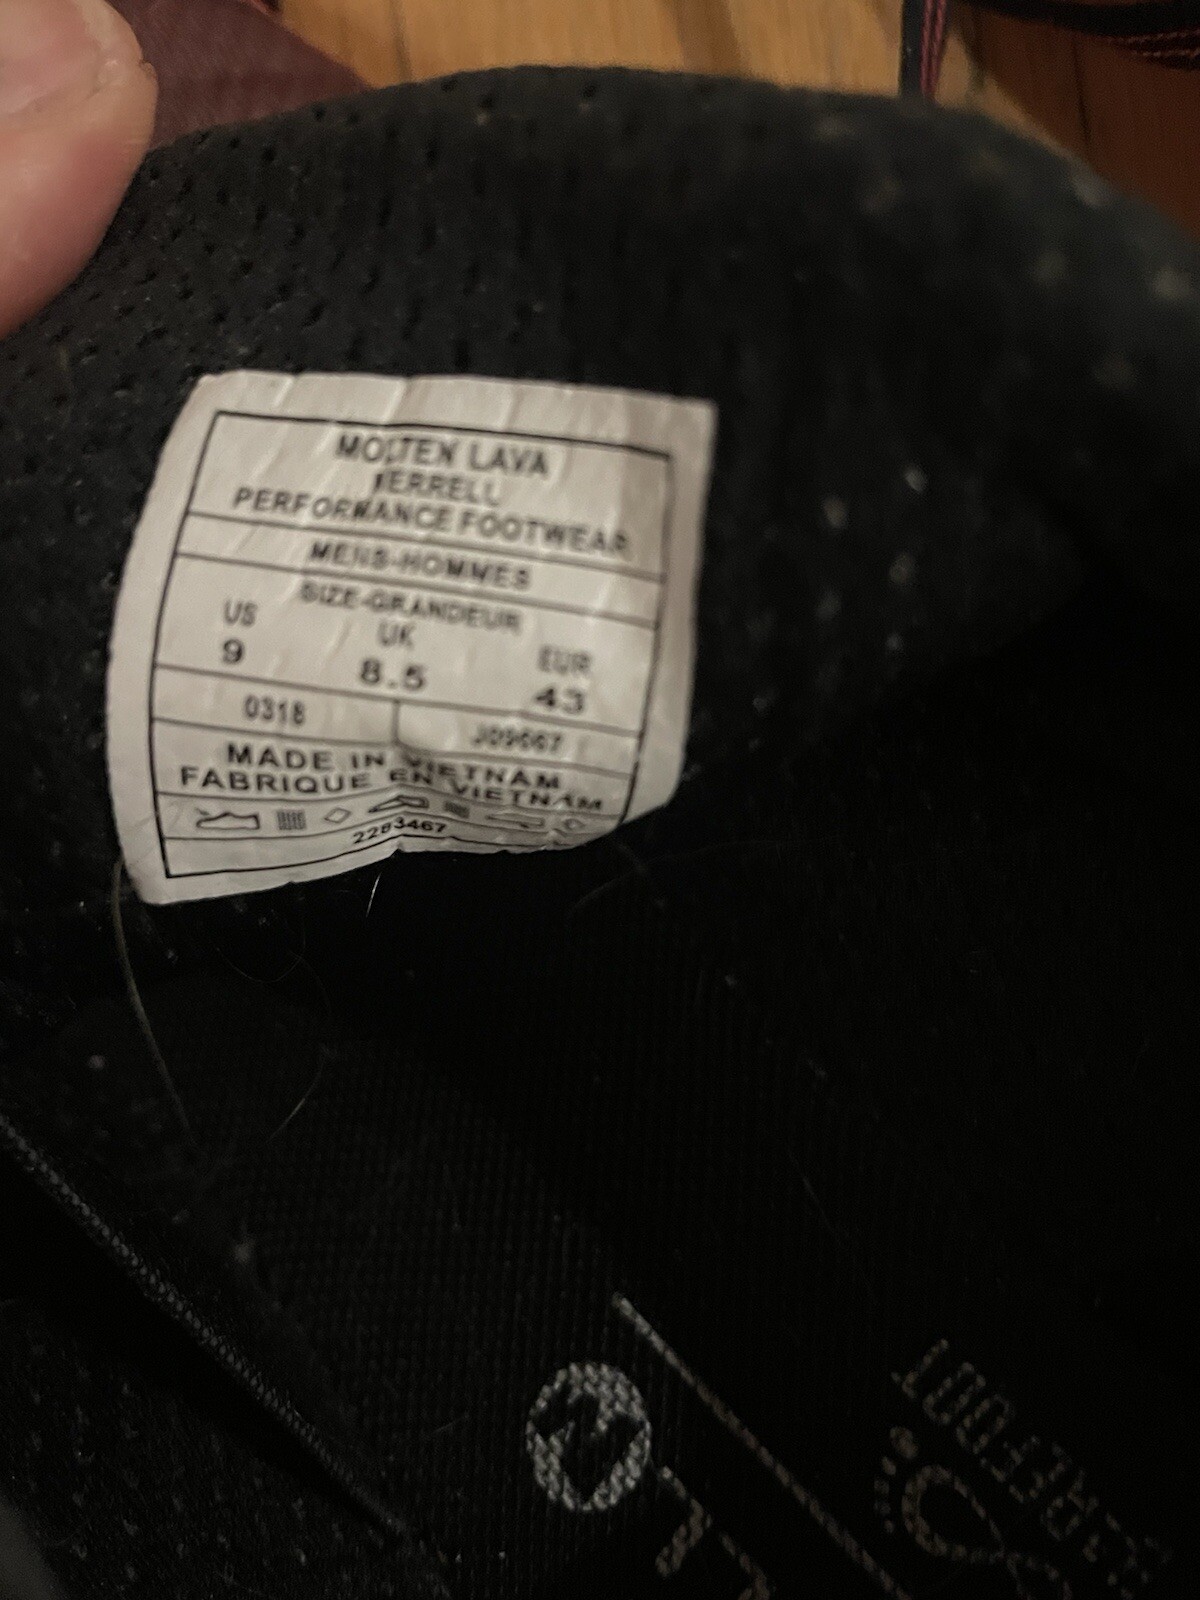 MOLTEN LAVA
MERRELL
PERFORMANCE FOOTWEAR
MENS-HOMMES
SIZE-GRANDEUR
US UK EUR
9 8.5 43
0318 J09667
MADE IN VIETNAM
FABRIQUE EN VIETNAM
2283467
BAREFOOT